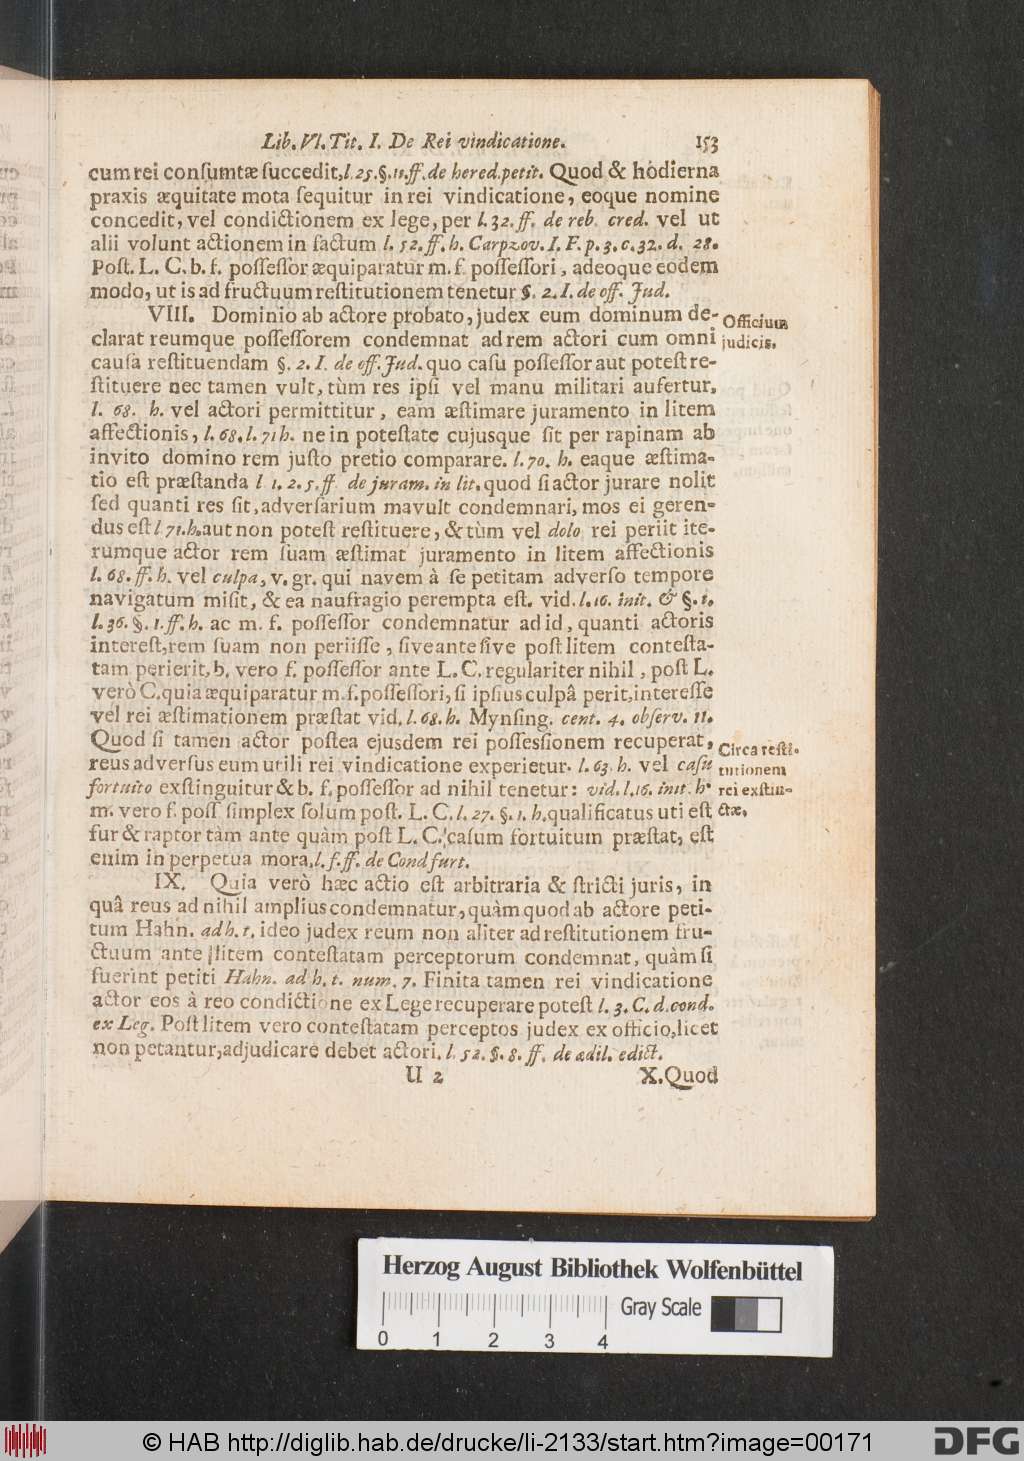 Lib. VI. Tit. I. De Rei vindicatione. 153
cum rei consumtæ succedit, l. 25. §. 11. ff. de hered. petit. Quod & hodierna
praxis æquitate mota sequitur in rei vindicatione, eoque nomine
concedit, vel condictionem ex lege, per l. 32. ff. de reb. cred. vel ut
alii volunt actionem in factum l. 52. ff. h. Carpzov. I. F. p. 3. c. 32. d. 28.
Post. L. C. b. f. possessor æquiparatur m. f. possessori, adeoque eodem
modo, ut is ad fructuum restitutionem tenetur §. 2. I. de off. Jud.
VIII. Dominio ab actore probato, judex eum dominum de-
clarat reumque possessorem condemnat ad rem actori cum omni
causâ restituendam §. 2. I. de off. Jud. quo casu possessor aut potest re-
stituere nec tamen vult, tùm res ipsi vel manu militari aufertur.
l. 68. h. vel actori permittitur, eam æstimare juramento in litem
affectionis, l. 68. l. 71 h. ne in potestate cujusque sit per rapinam ab
invito domino rem justo pretio comparare. l. 70. h. eaque æstima-
tio est præstanda l 1. 2. 5. ff de juram. in lit. quod si actor jurare nolit
sed quanti res sit, adversarium mavult condemnari, mos ei geren-
dus est l 71. h. aut non potest restituere, & tùm vel dolo rei periit ite-
rumque actor rem suam æstimat juramento in litem affectionis
l. 68. ff. h. vel culpa, v. gr. qui navem à se petitam adverso tempore
navigatum misit, & ea naufragio perempta est. vid. l. 16. init. & §. 1.
l. 36. §. 1. ff. h. ac m. f. possessor condemnatur ad id, quanti actoris
interest, rem suam non periisse, sive ante sive post litem contesta-
tam perierit, b. vero f. possessor ante L. C. regulariter nihil, post L.
verò C. quia æquiparatur m. f. possessori, si ipsius culpâ perit, interesse
vel rei æstimationem præstat vid. l. 68. h. Mynsing. cent. 4. observ. 11.
Quod si tamen actor postea ejusdem rei possessionem recuperat,
reus adversus eum utili rei vindicatione experietur. l. 63. h. vel casu
fortuito exstinguitur & b. f. possessor ad nihil tenetur: vid. l. 16. init. h.
m. vero f. poss simplex solum post. L. C. l. 27. §. 1. h. qualificatus uti est
fur & raptor tàm ante quàm post L. C. casum fortuitum præstat, est
enim in perpetua mora, l. f. ff. de Cond furt.
IX. Quia verò hæc actio est arbitraria & stricti juris, in
quâ reus ad nihil amplius condemnatur, quàm quod ab actore peti-
tum Hahn. ad h. t. ideo judex reum non aliter ad restitutionem fru-
ctuum ante litem contestatam perceptorum condemnat, quàm si
fuerint petiti Hahn. ad h. t. num. 7. Finita tamen rei vindicatione
actor eos à reo condictione ex Lege recuperare potest l. 3. C. d. cond.
ex Leg. Post litem vero contestatam perceptos judex ex officio, licet
non petantur, adjudicare debet actori. l. 52. §. 8. ff. de ædil. edict.
U 2 X. Quod
Officium
judicis.
Circa resti-
tutionem
rei exstin-
ctæ,
Herzog August Bibliothek Wolfenbüttel
0 1 2 3 4
Gray Scale
© HAB http://diglib.hab.de/drucke/li-2133/start.htm?image=00171
DFG